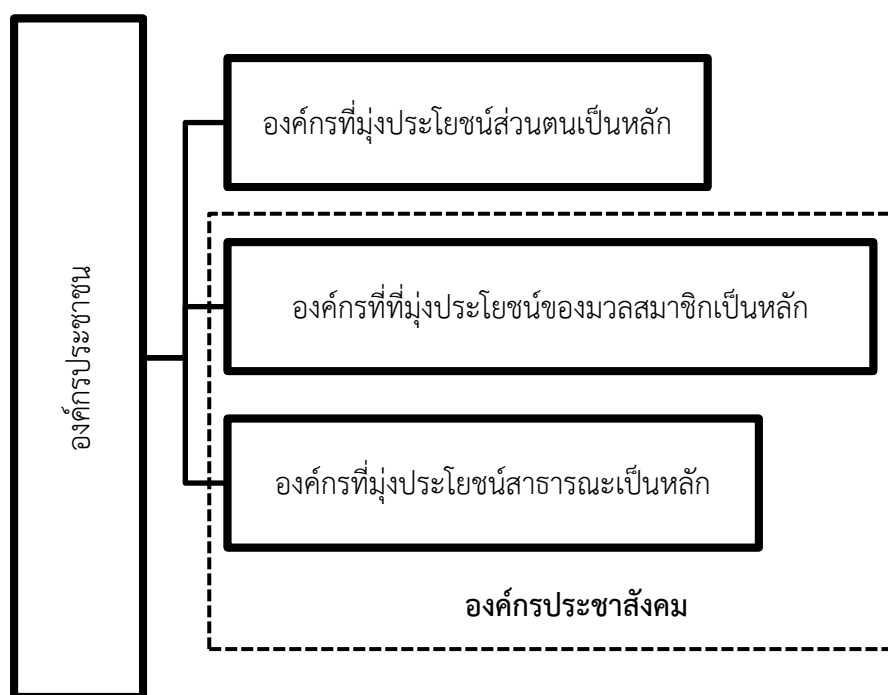 องค์กรประชาชน
องค์กรที่มุ่งประโยชน์ส่วนตนเป็นหลัก
องค์กรที่ที่มุ่งประโยชน์ของมวลสมาชิกเป็นหลัก
องค์กรที่มุ่งประโยชน์สาธารณะเป็นหลัก
องค์กรประชาสังคม